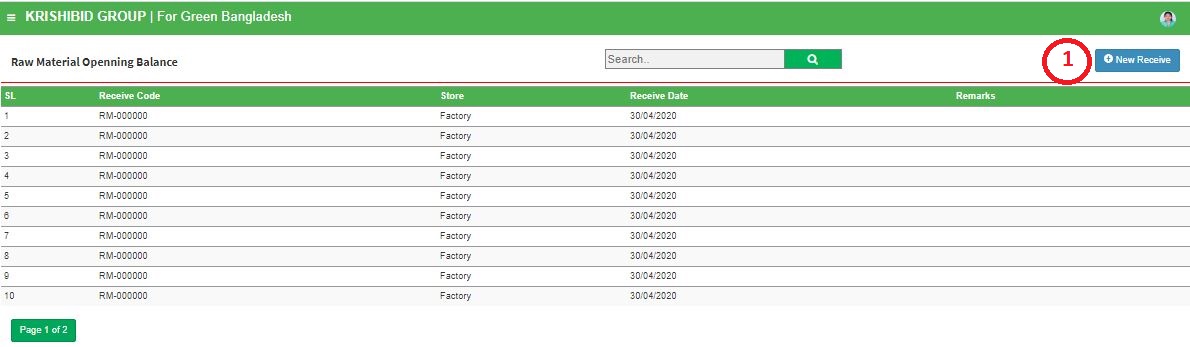 KRISHIBID GROUP | For Green Bangladesh
Raw Material Openning Balance
Search..
1
New Receive
SL Receive Code Store Receive Date Remarks
1 RM-000000 Factory 30/04/2020
2 RM-000000 Factory 30/04/2020
3 RM-000000 Factory 30/04/2020
4 RM-000000 Factory 30/04/2020
5 RM-000000 Factory 30/04/2020
6 RM-000000 Factory 30/04/2020
7 RM-000000 Factory 30/04/2020
8 RM-000000 Factory 30/04/2020
9 RM-000000 Factory 30/04/2020
10 RM-000000 Factory 30/04/2020
Page 1 of 2